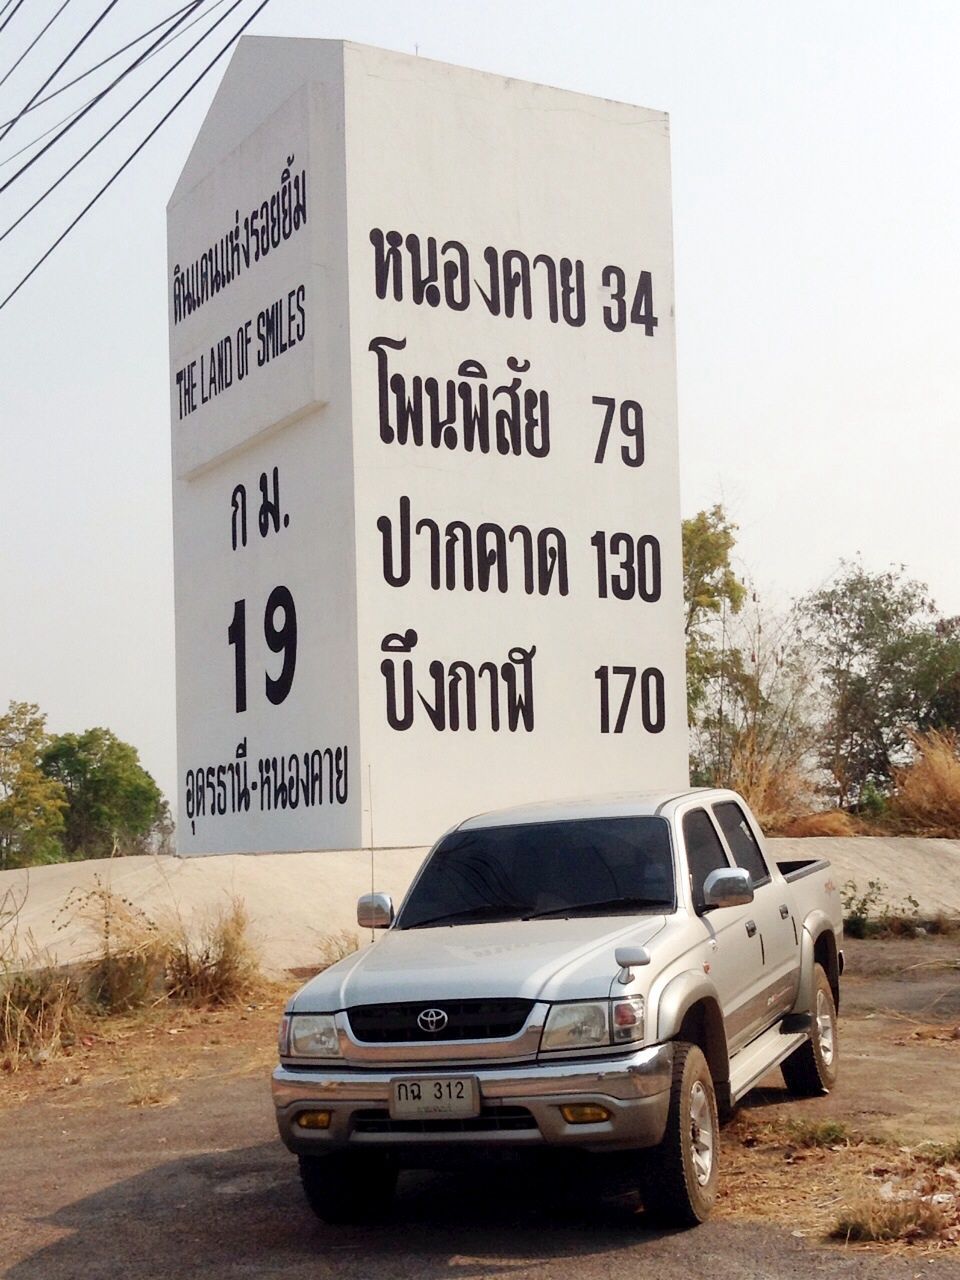 ดินแดนแห่งรอยยิ้ม
THE LAND OF SMILES
กม.
19
อุดรธานี-หนองคาย
หนองคาย 34
โพนพิสัย 79
ปากคาด 130
บึงกาฬ 170
กฉ 312